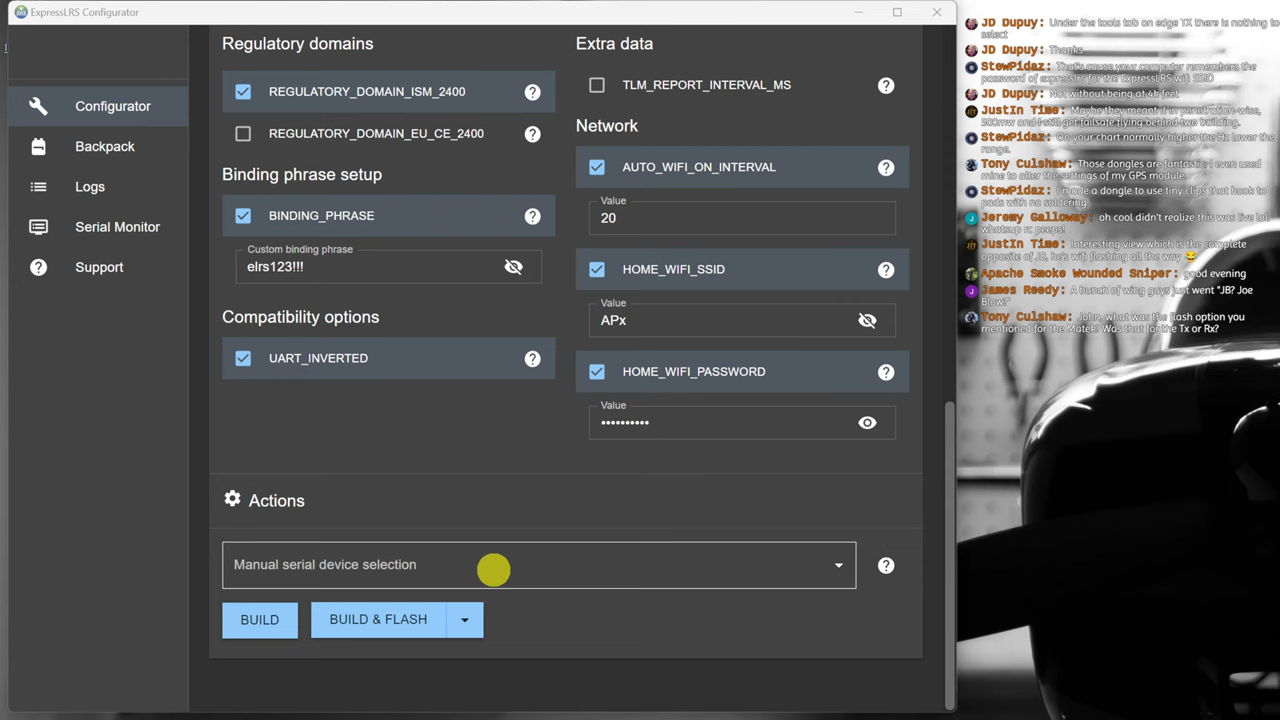 ExpressLRS Configurator
Configurator
Backpack
Logs
Serial Monitor
Support
Regulatory domains
REGULATORY_DOMAIN_ISM_2400
REGULATORY_DOMAIN_EU_CE_2400
Binding phrase setup
BINDING_PHRASE
Custom binding phrase
elrs123!!!
Compatibility options
UART_INVERTED
Extra data
TLM_REPORT_INTERVAL_MS
Network
AUTO_WIFI_ON_INTERVAL
Value
20
HOME_WIFI_SSID
Value
APx
HOME_WIFI_PASSWORD
Value
••••••••••
Actions
Manual serial device selection
BUILD
BUILD & FLASH
JD Dupuy: Under the tools tab on edge TX there is nothing to
select
JD Dupuy: Thanks
StewPidaz: That's cause your computer remembers the
password of expresslrs for the ExpressLRS wifi SSID
JD Dupuy: Not without being at 4k feet
JustIn Time: Maybe they meant it in penetration-wise,
500mw and I still get failsafe flying behind two building.
StewPidaz: On your chart normally higher the Hz lower the
range.
Tony Culshaw: Those dongles are fantastic. I even used
mine to alter the settings of my GPS module
StewPidaz: I made a dongle to use tiny clips that hook to
pads with no soldering
Jeremy Galloway: oh cool didn't realize this was live lol
whatsup rc peeps!
JustIn Time: Interesting view which is the complete
opposite of JB, he's wifi flashing all the way 😂
Apache Smoke Wounded Sniper: good evening
James Reedy: A bunch of wing guys just went "JB? Joe
Blow?"
Tony Culshaw: John, what was the flash option you
mentioned for the Matek? Was that for the Tx or Rx?